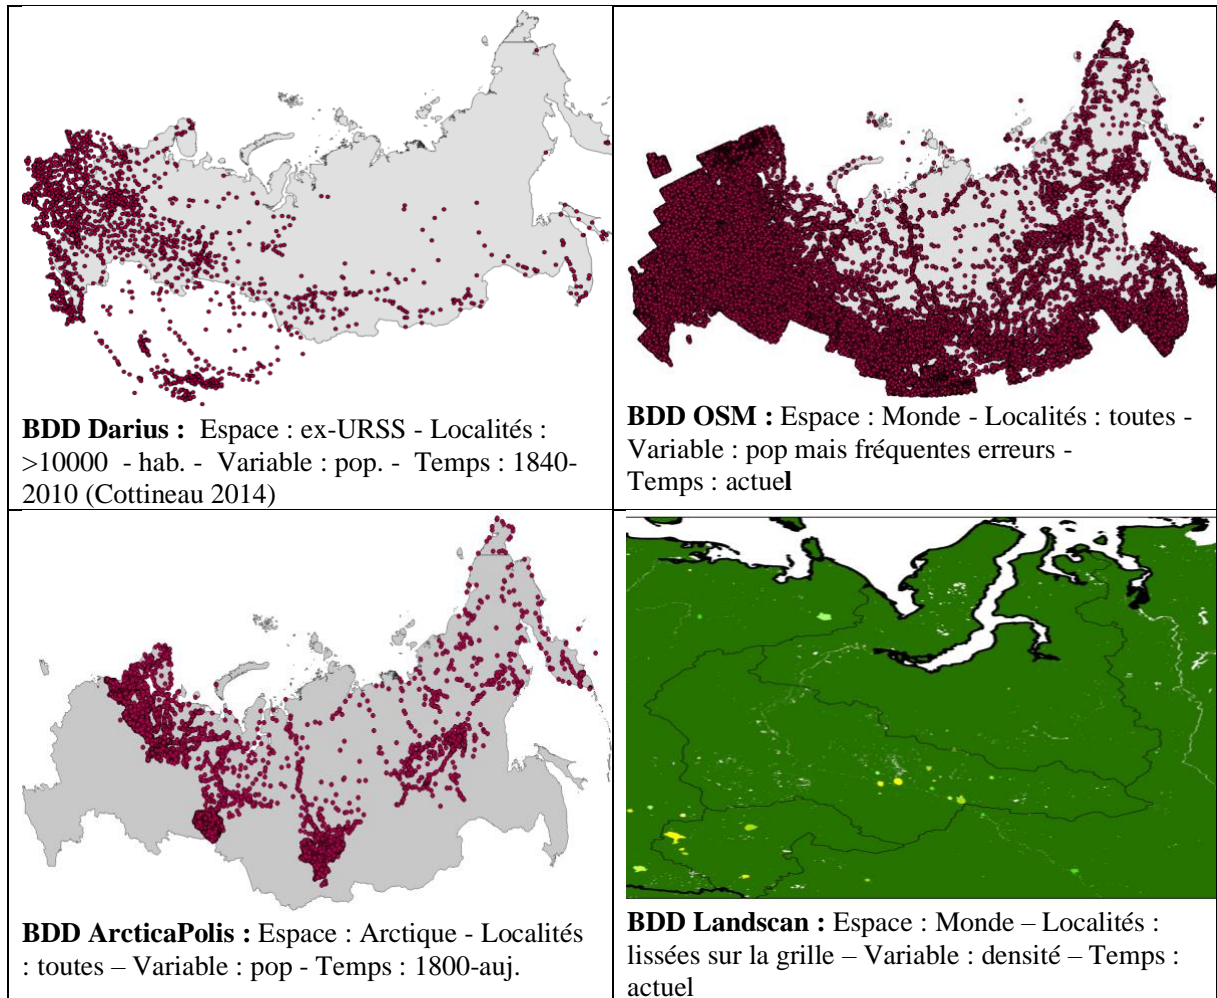 BDD Darius : Espace : ex-URSS - Localités :
>10000 - hab. - Variable : pop. - Temps : 1840-
2010 (Cottineau 2014)
BDD OSM : Espace : Monde - Localités : toutes -
Variable : pop mais fréquentes erreurs -
Temps : actuel
BDD ArcticaPolis : Espace : Arctique - Localités
: toutes – Variable : pop - Temps : 1800-auj.
BDD Landscan : Espace : Monde – Localités :
lissées sur la grille – Variable : densité – Temps :
actuel